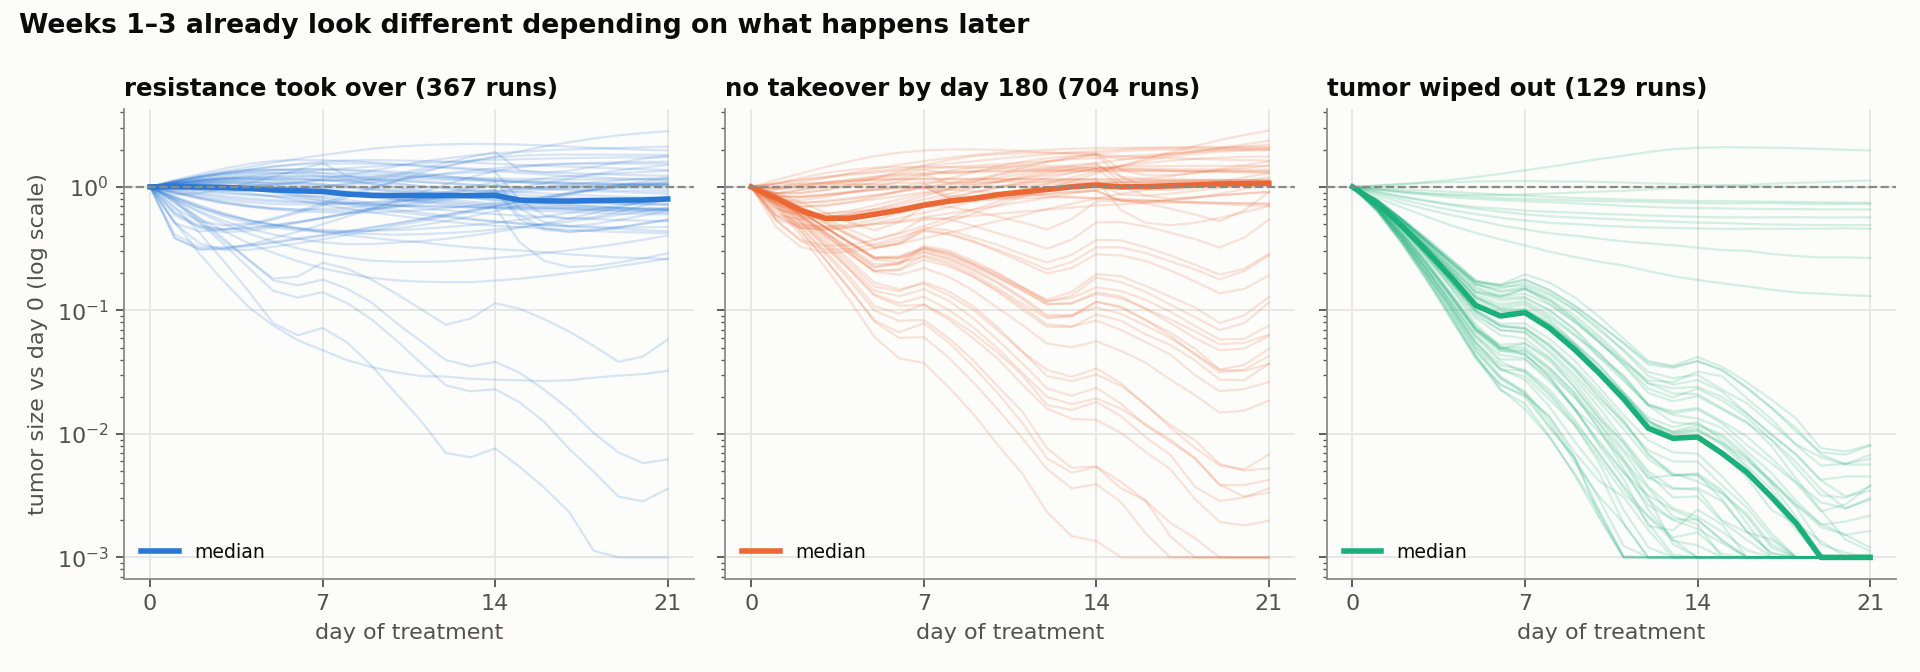 Weeks 1–3 already look different depending on what happens later
resistance took over (367 runs)
no takeover by day 180 (704 runs)
tumor wiped out (129 runs)
tumor size vs day 0 (log scale)
10⁰
10⁻¹
10⁻²
10⁻³
median
median
median
0 7 14 21
0 7 14 21
0 7 14 21
day of treatment
day of treatment
day of treatment